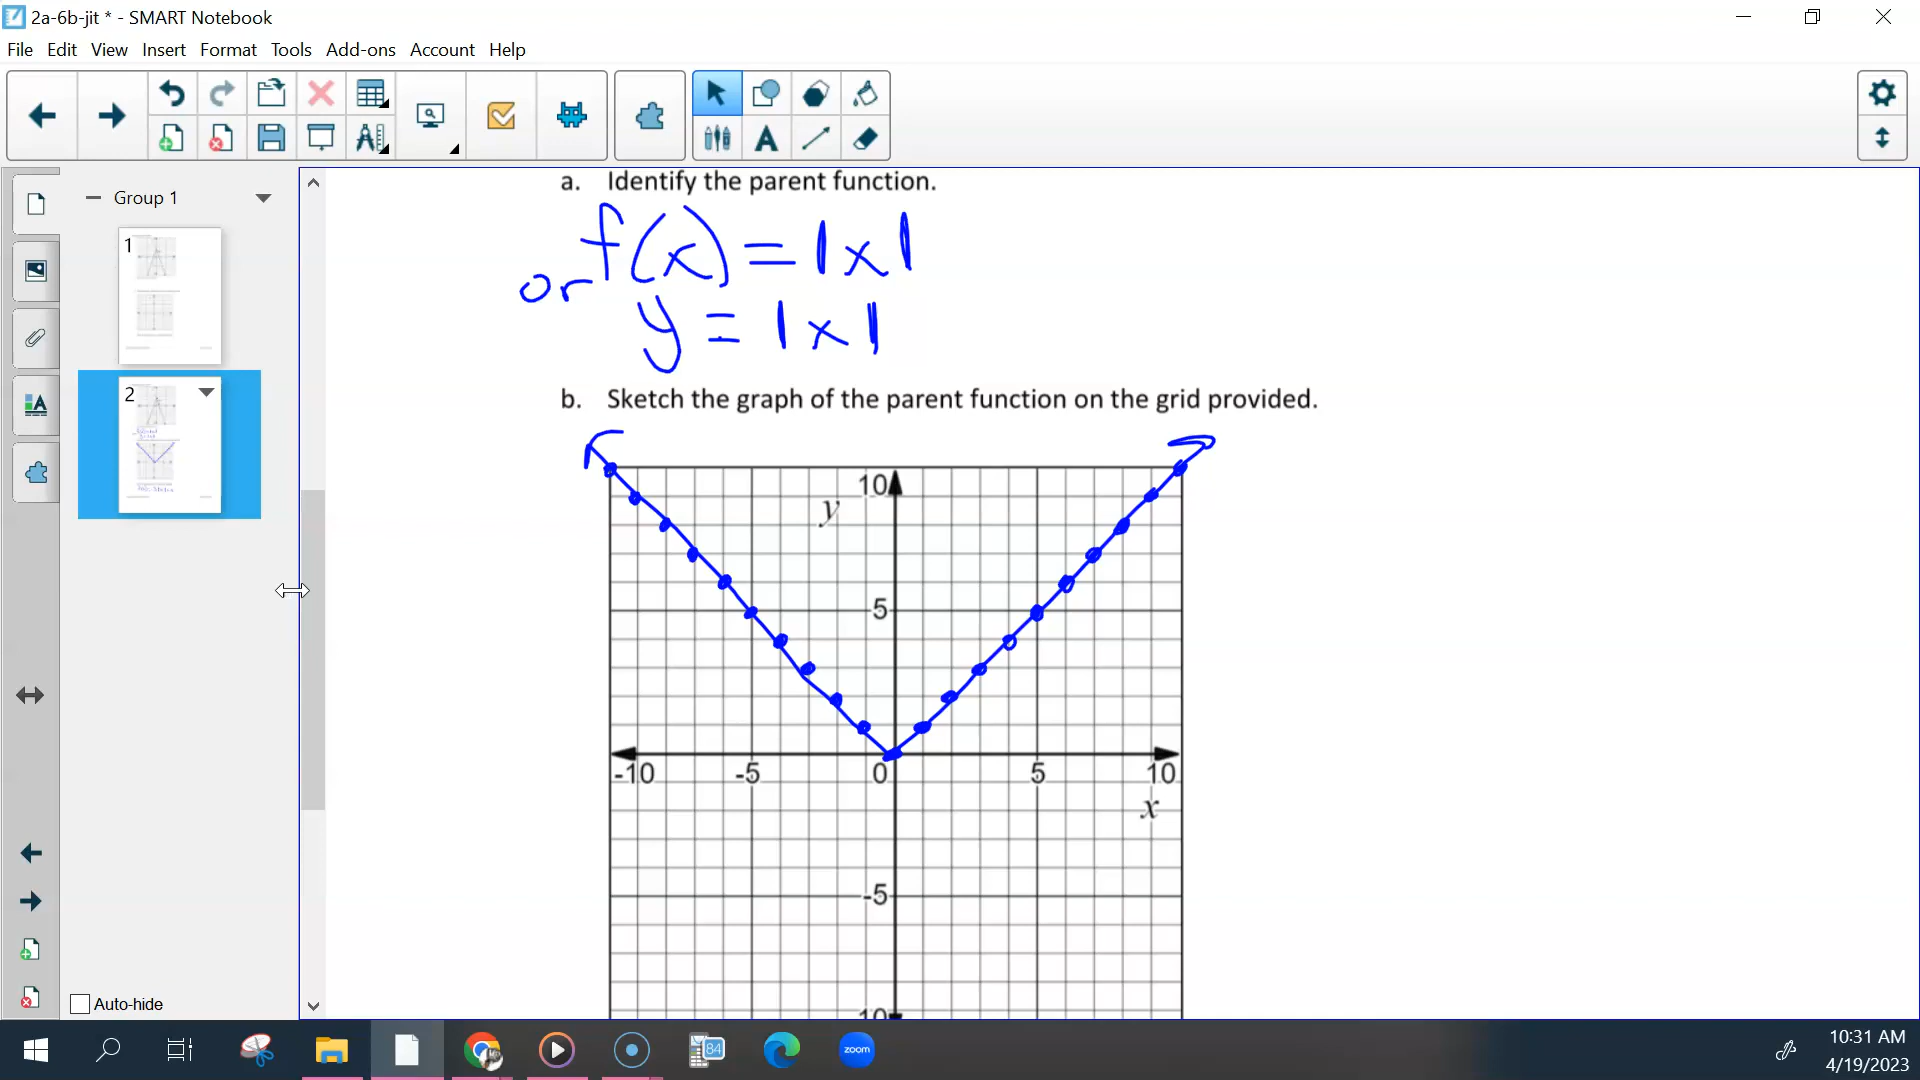 2a-6b-jit * - SMART Notebook
File Edit View Insert Format Tools Add-ons Account Help
Group 1
1
2
Auto-hide
a. Identify the parent function.
f(x) = |x|
or
y = |x|
b. Sketch the graph of the parent function on the grid provided.
10
y
5
-10 -5 0 5 10
x
-5
84
zoom
10:31 AM
4/19/2023